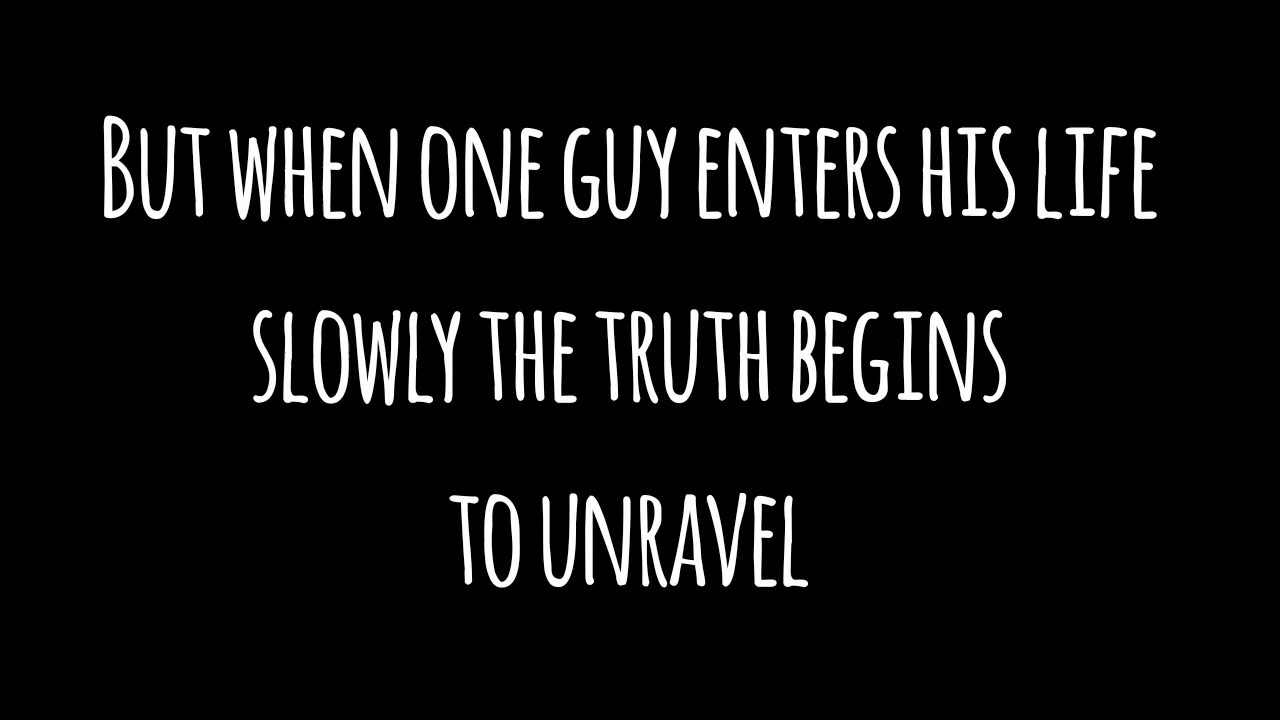 But when one guy enters his life
slowly the truth begins
to unravel